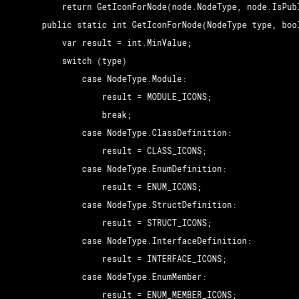 return GetIconForNode(node.NodeType, node.IsPubl
public static int GetIconForNode(NodeType type, bool
var result = int.MinValue;
switch (type)
case NodeType.Module:
result = MODULE_ICONS;
break;
case NodeType.ClassDefinition:
result = CLASS_ICONS;
case NodeType.EnumDefinition:
result = ENUM_ICONS;
case NodeType.StructDefinition:
result = STRUCT_ICONS;
case NodeType.InterfaceDefinition:
result = INTERFACE_ICONS;
case NodeType.EnumMember:
result = ENUM_MEMBER_ICONS;